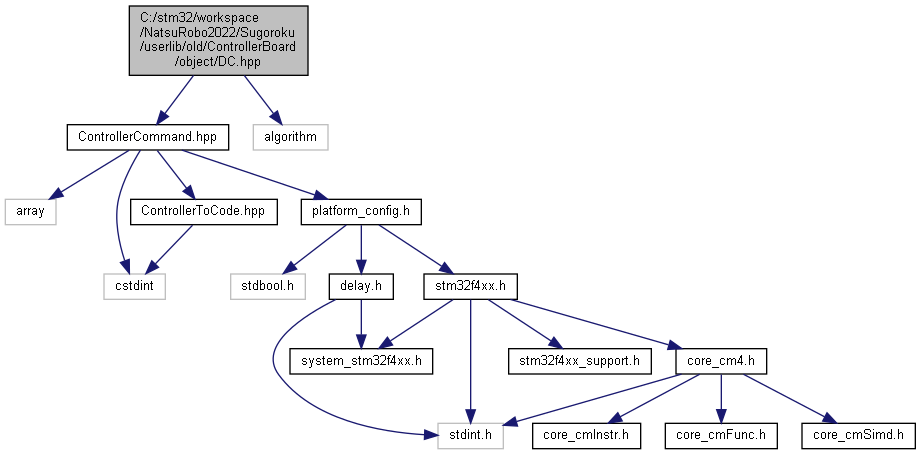 C:/stm32/workspace
/NatsuRobo2022/Sugoroku
/userlib/old/ControllerBoard
/object/DC.hpp
ControllerCommand.hpp
algorithm
array
ControllerToCode.hpp
platform_config.h
cstdint
stdbool.h
delay.h
stm32f4xx.h
system_stm32f4xx.h
stm32f4xx_support.h
core_cm4.h
stdint.h
core_cmInstr.h
core_cmFunc.h
core_cmSimd.h